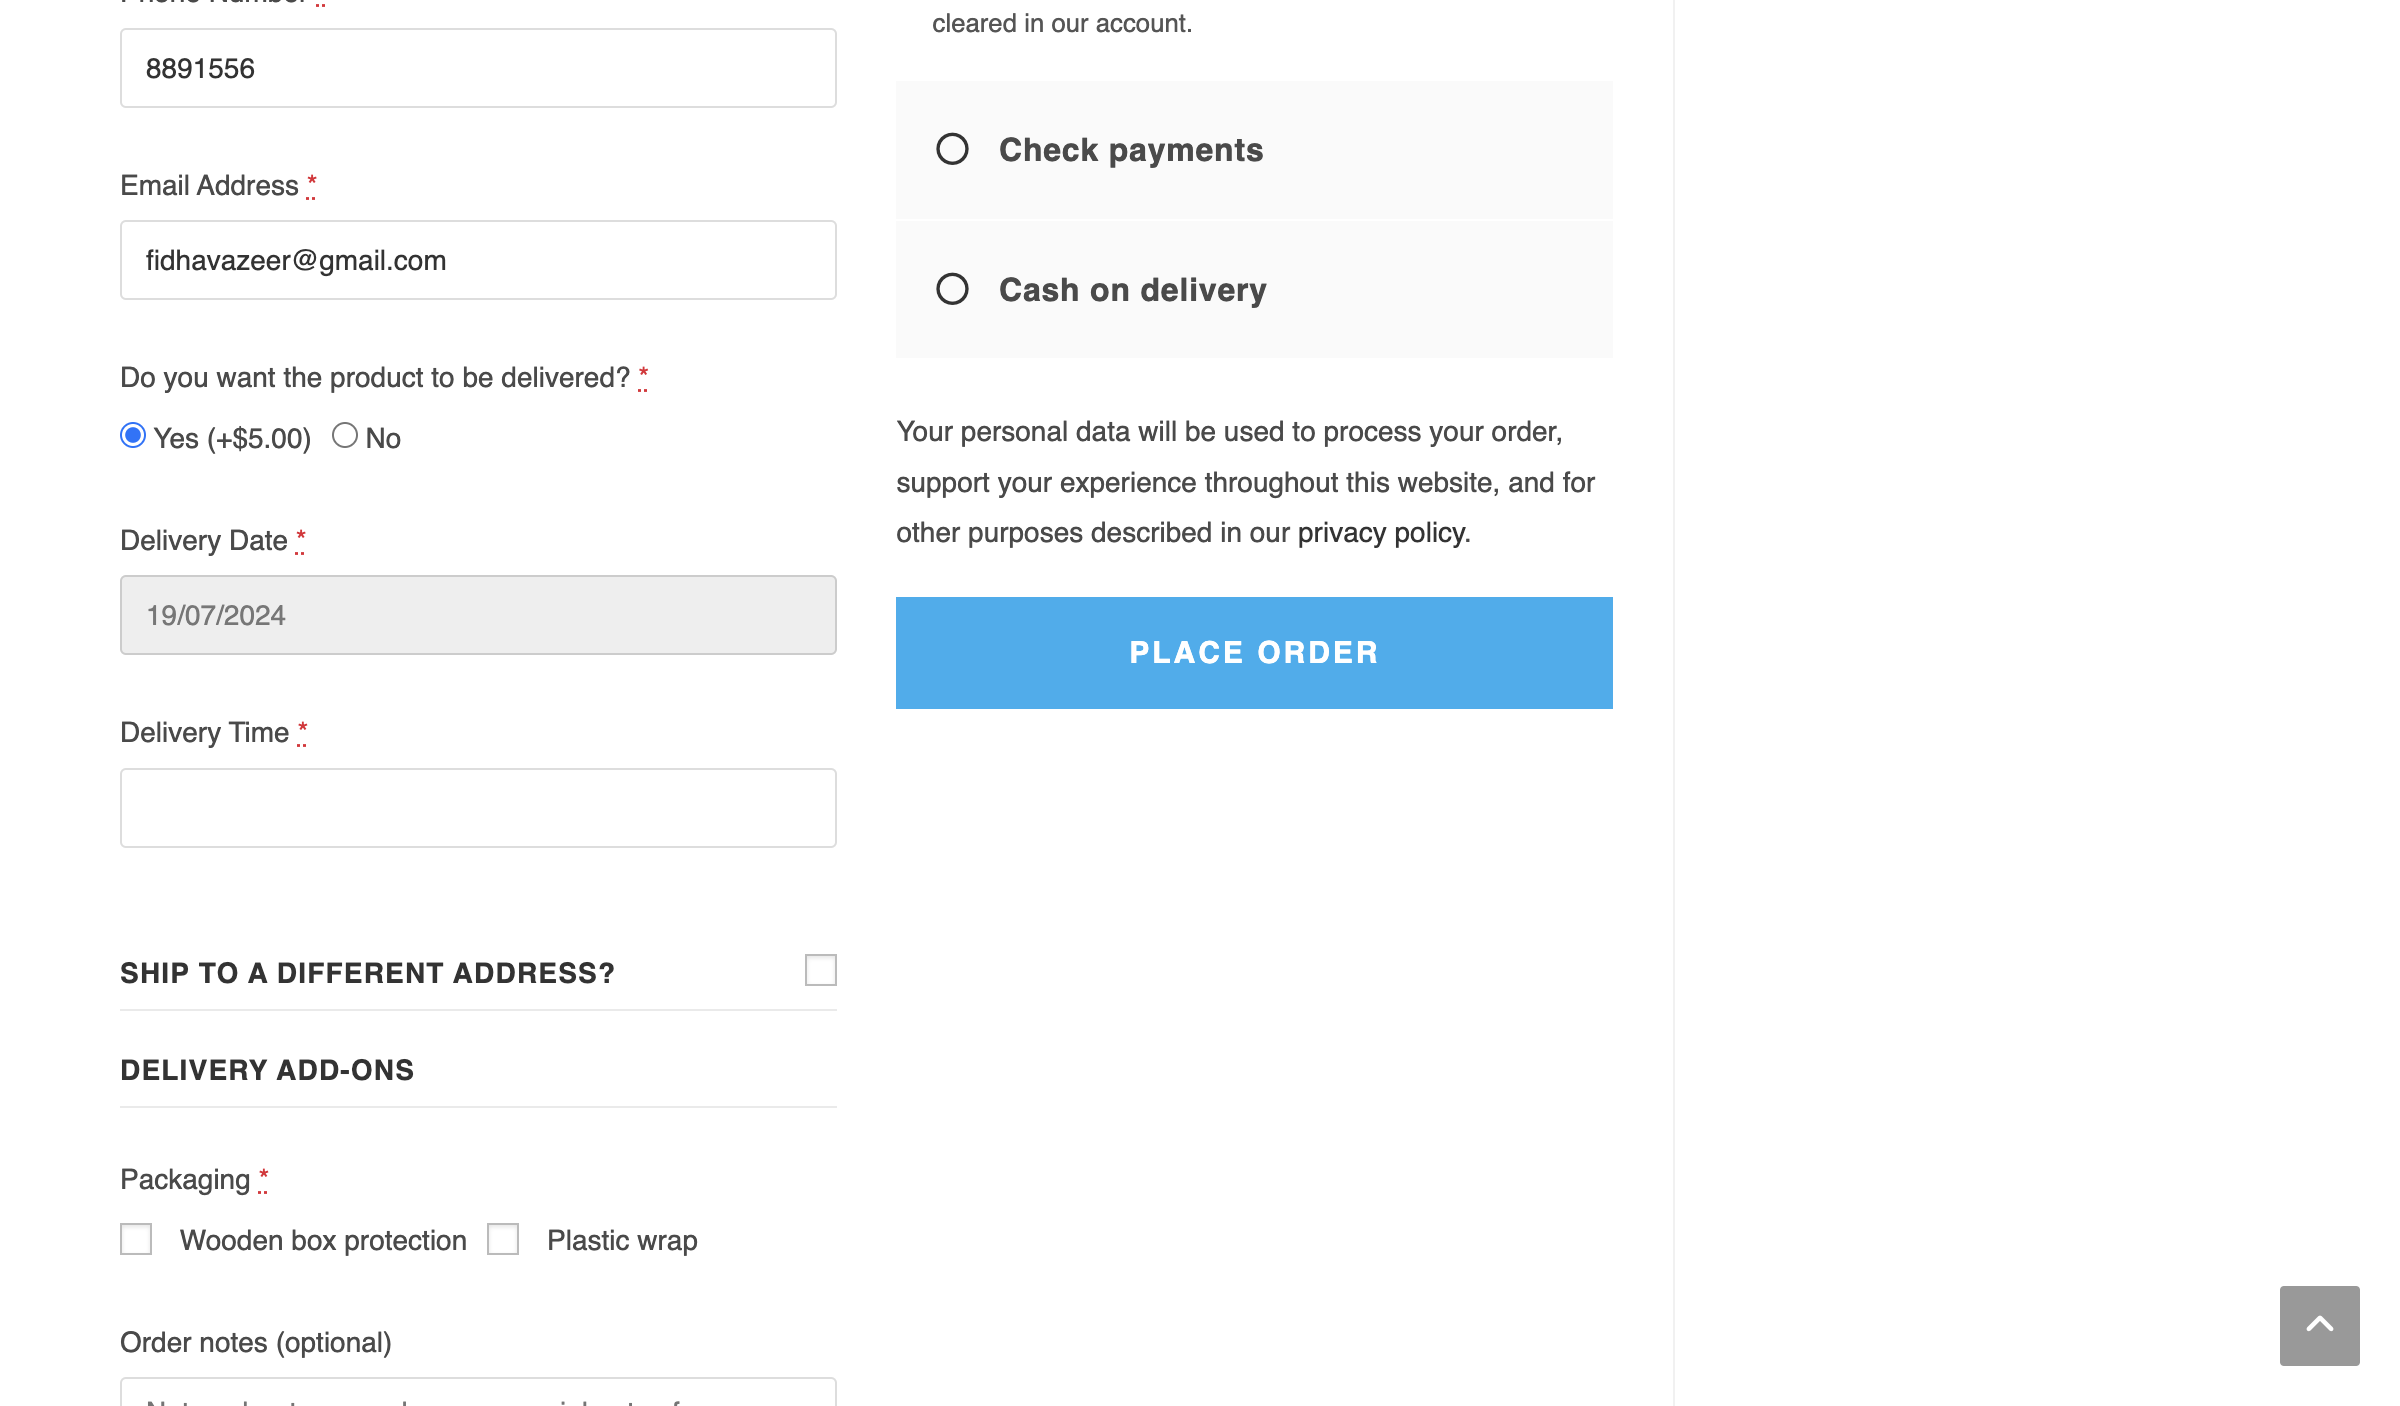 Phone Number *
8891556
Email Address *
fidhavazeer@gmail.com
Do you want the product to be delivered? *
Yes (+$5.00) No
Delivery Date *
19/07/2024
Delivery Time *
SHIP TO A DIFFERENT ADDRESS?
DELIVERY ADD-ONS
Packaging *
Wooden box protection Plastic wrap
Order notes (optional)
cleared in our account.
Check payments
Cash on delivery
Your personal data will be used to process your order,
support your experience throughout this website, and for
other purposes described in our privacy policy.
PLACE ORDER